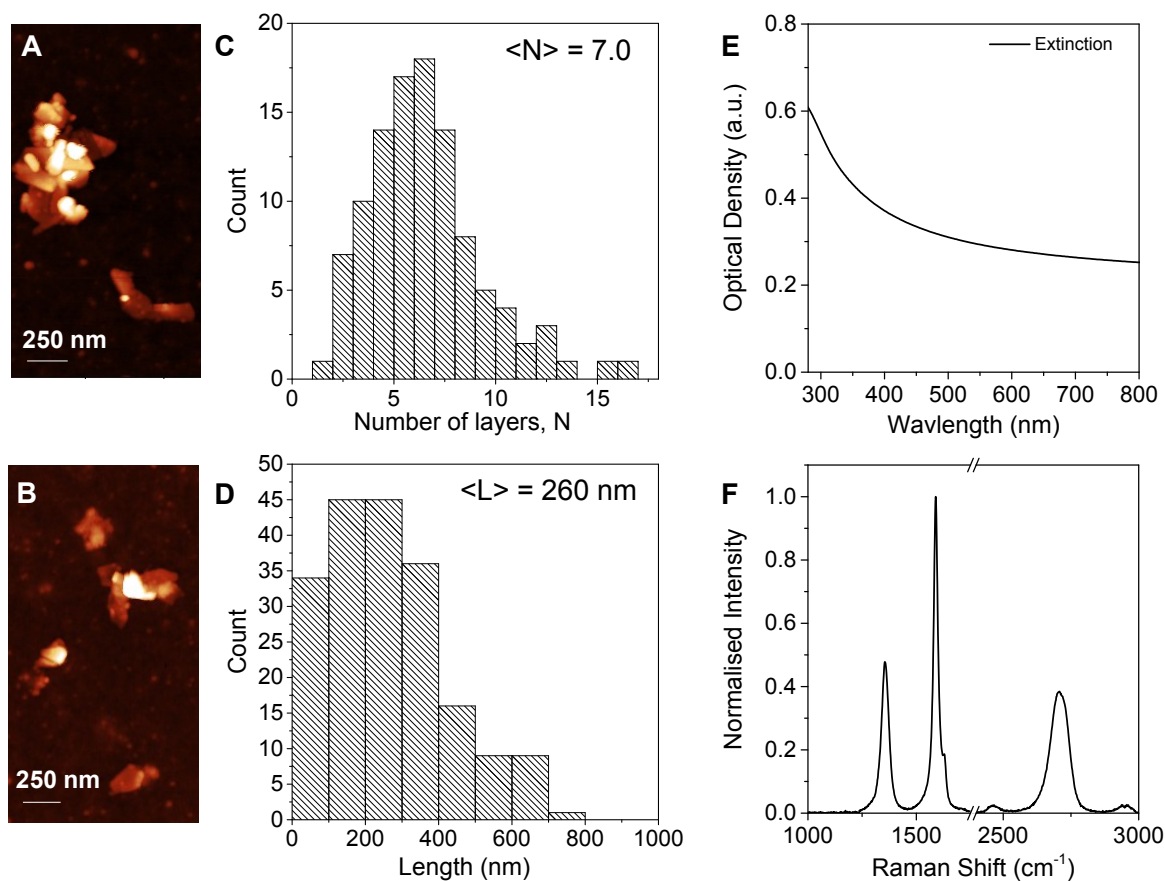 A
250 nm
B
250 nm
C
<N> = 7.0
Count
20
15
10
5
0
0 5 10 15
Number of layers, N
D
<L> = 260 nm
Count
50
45
40
35
30
25
20
15
10
5
0
0 200 400 600 800 1000
Length (nm)
E
Extinction
Optical Density (a.u.)
0.8
0.6
0.4
0.2
0.0
300 400 500 600 700 800
Wavlength (nm)
F
Normalised Intensity
1.0
0.8
0.6
0.4
0.2
0.0
1000 1500 2500 3000
Raman Shift (cm⁻¹)